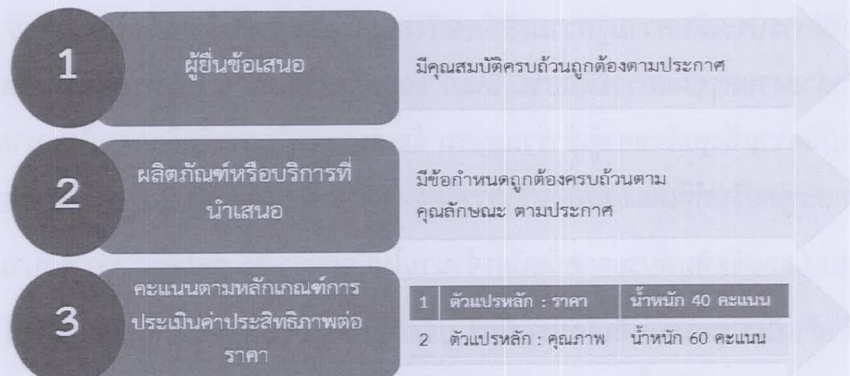 1
ผู้ยื่นข้อเสนอ
มีคุณสมบัติครบถ้วนถูกต้องตามประกาศ
2
ผลิตภัณฑ์หรือบริการที่
นำเสนอ
มีข้อกำหนดถูกต้องครบถ้วนตาม
คุณลักษณะ ตามประกาศ
3
คะแนนตามหลักเกณฑ์การ
ประเมินค่าประสิทธิภาพต่อ
ราคา
1 ตัวแปรหลัก : ราคา น้ำหนัก 40 คะแนน
2 ตัวแปรหลัก : คุณภาพ น้ำหนัก 60 คะแนน